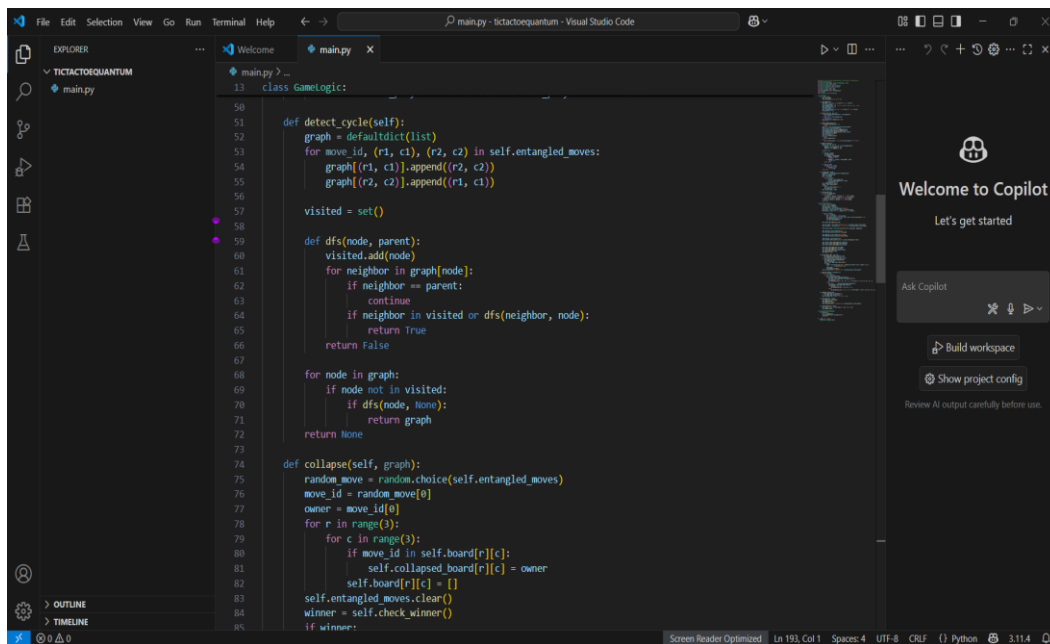 File Edit Selection View Go Run Terminal Help
main.py - tictactoequantum - Visual Studio Code
EXPLORER
TICTACTOEQUANTUM
main.py
OUTLINE
TIMELINE
Welcome
main.py
main.py > ...
13 class GameLogic:
50
51 def detect_cycle(self):
52 graph = defaultdict(list)
53 for move_id, (r1, c1), (r2, c2) in self.entangled_moves:
54 graph[(r1, c1)].append((r2, c2))
55 graph[(r2, c2)].append((r1, c1))
56
57 visited = set()
58
59 def dfs(node, parent):
60 visited.add(node)
61 for neighbor in graph[node]:
62 if neighbor == parent:
63 continue
64 if neighbor in visited or dfs(neighbor, node):
65 return True
66 return False
67
68 for node in graph:
69 if node not in visited:
70 if dfs(node, None):
71 return graph
72 return None
73
74 def collapse(self, graph):
75 random_move = random.choice(self.entangled_moves)
76 move_id = random_move[0]
77 owner = move_id[0]
78 for r in range(3):
79 for c in range(3):
80 if move_id in self.board[r][c]:
81 self.collapsed_board[r][c] = owner
82 self.board[r][c] = []
83 self.entangled_moves.clear()
84 winner = self.check_winner()
85 if winner:
Welcome to Copilot
Let's get started
Ask Copilot
Build workspace
Show project config
Review AI output carefully before use.
0 0
Screen Reader Optimized Ln 193, Col 1 Spaces: 4 UTF-8 CRLF {} Python 3.11.4